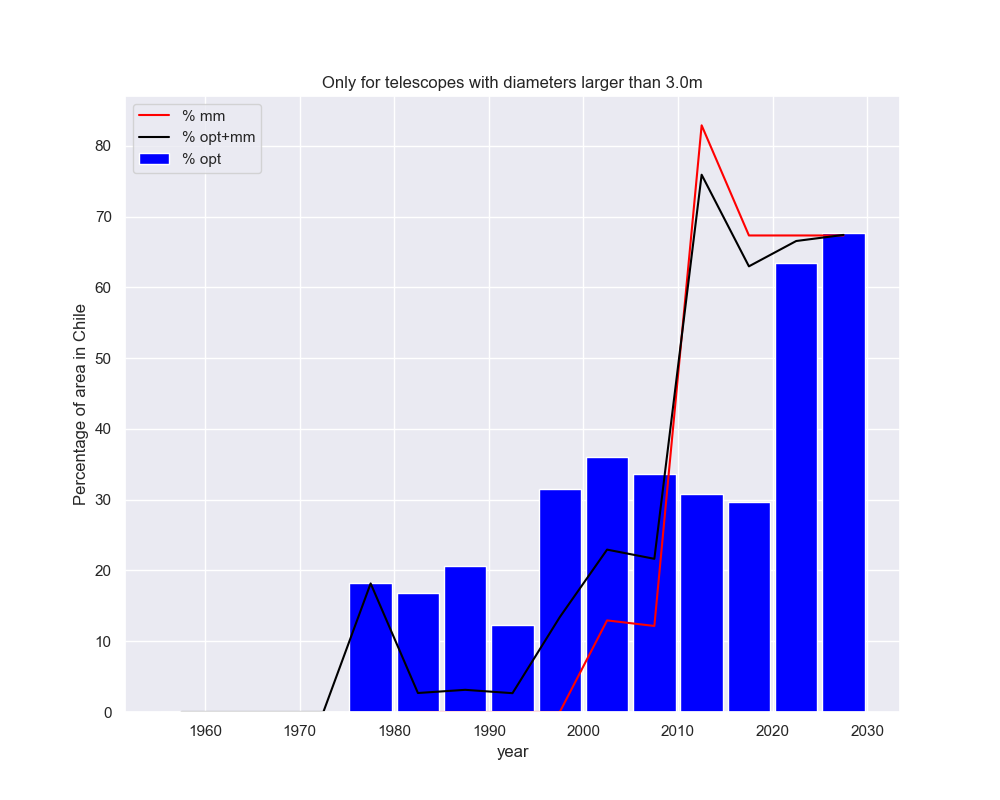 Only for telescopes with diameters larger than 3.0m
% mm
% opt+mm
% opt
80
70
60
50
40
30
20
10
0
Percentage of area in Chile
1960 1970 1980 1990 2000 2010 2020 2030
year